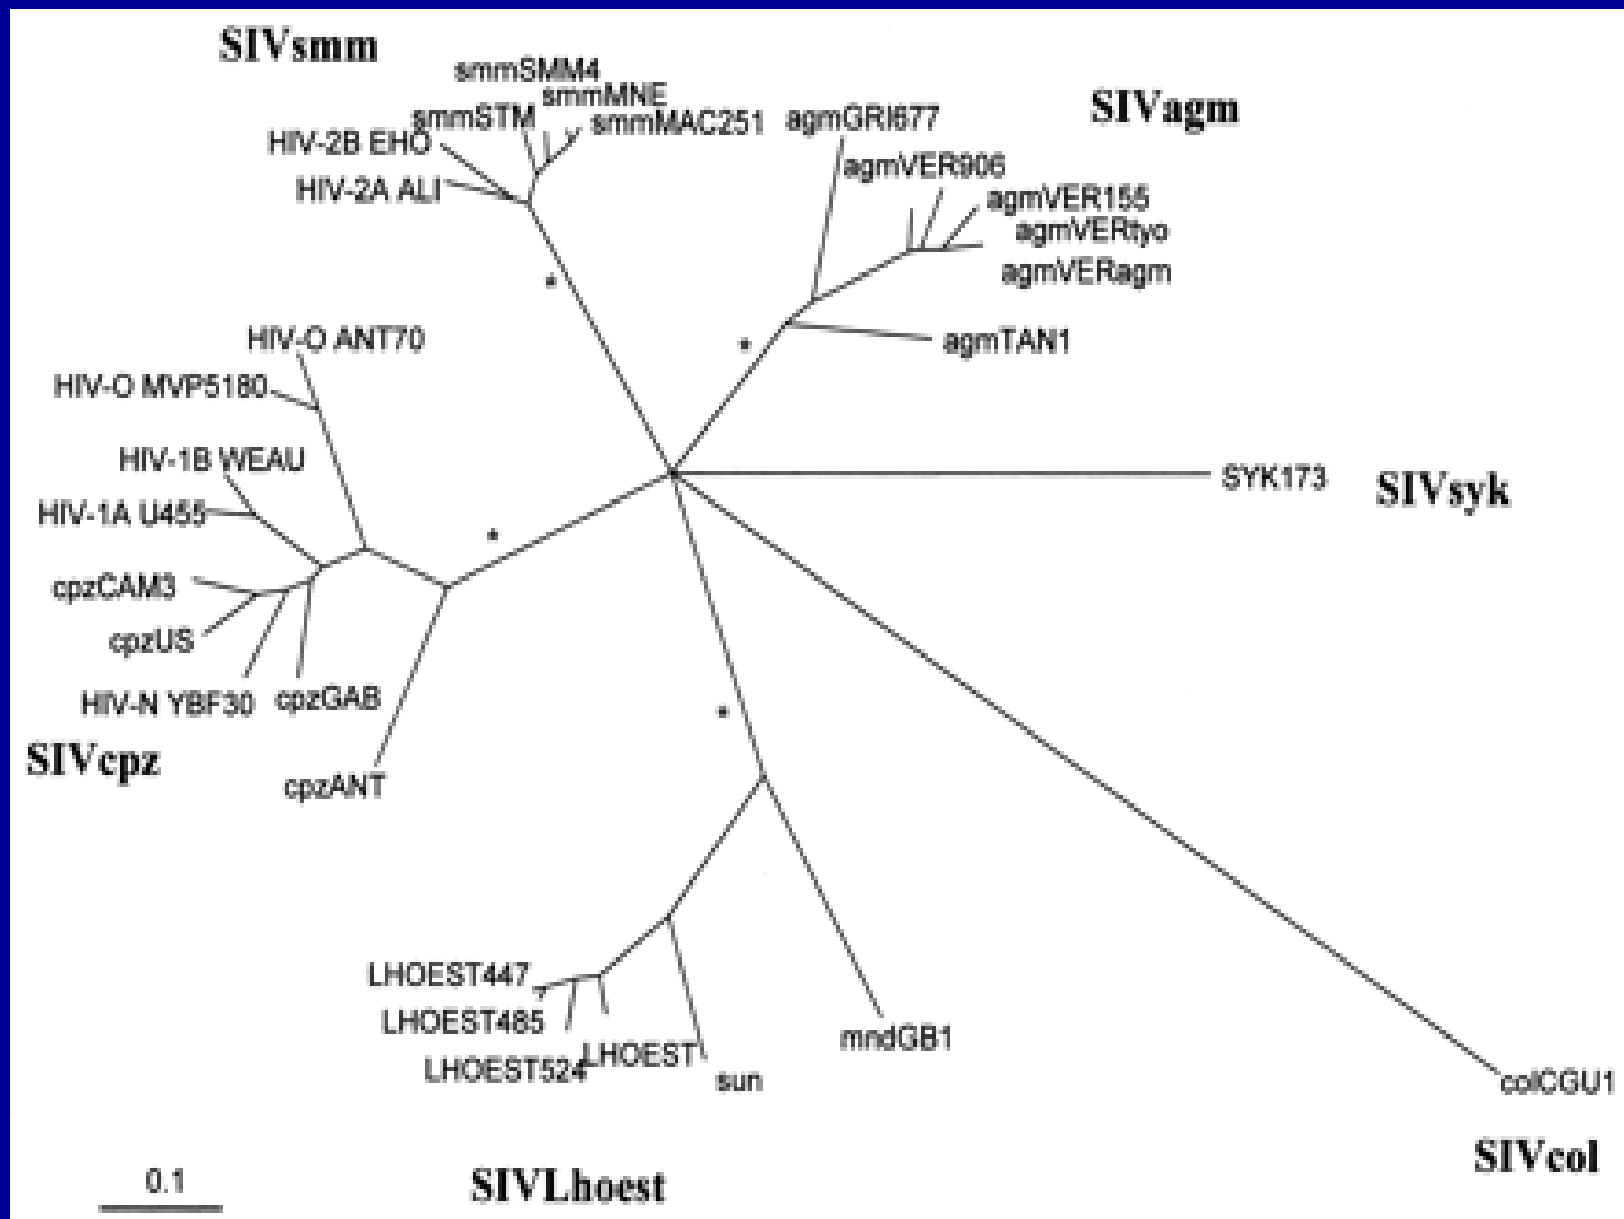 SIVsmm
smmSMM4
smmMNE
smmSTM
smmMAC251
HIV-2B EHO
HIV-2A ALI
agmGRI677
SIVagm
agmVER906
agmVER155
agmVERtyo
agmVERagm
agmTAN1
HIV-O ANT70
HIV-O MVP5180
HIV-1B WEAU
HIV-1A U455
cpzCAM3
cpzUS
HIV-N YBF30
cpzGAB
SIVcpz
cpzANT
SYK173
SIVsyk
LHOEST447
LHOEST485
LHOEST524
LHOEST
sun
mndGB1
colCGU1
SIVcol
0.1
SIVLhoest